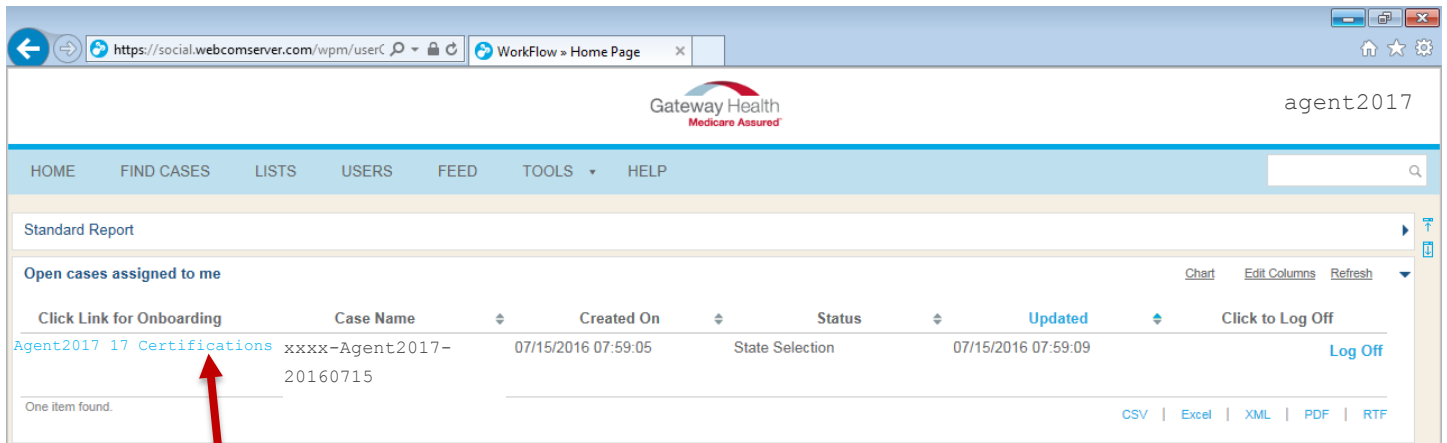 https://social.webcomserver.com/wpm/userC
WorkFlow » Home Page
Gateway Health
Medicare Assured
agent2017
HOME FIND CASES LISTS USERS FEED TOOLS HELP
Standard Report
Open cases assigned to me Chart Edit Columns Refresh
Click Link for Onboarding Case Name Created On Status Updated Click to Log Off
Agent2017 17 Certifications xxxx-Agent2017- 07/15/2016 07:59:05 State Selection 07/15/2016 07:59:09 Log Off
20160715
One item found.
CSV | Excel | XML | PDF | RTF